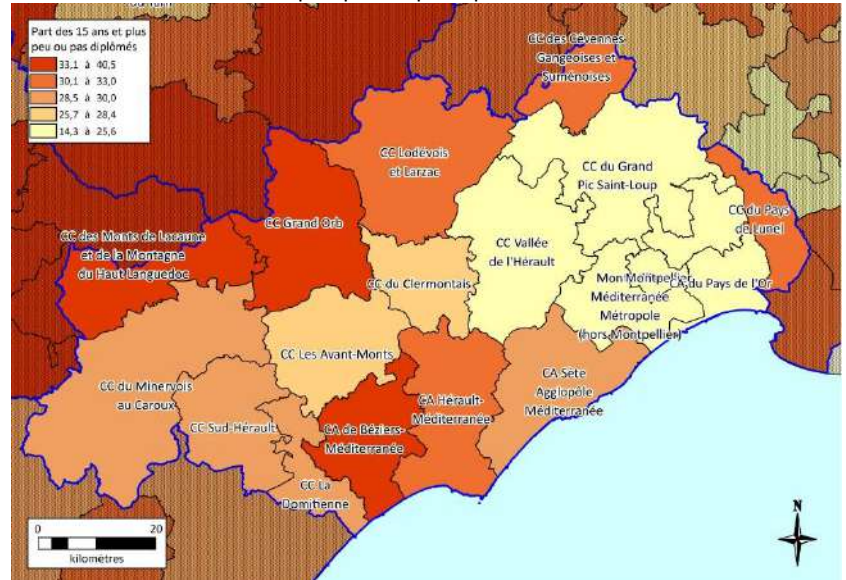 Part des 15 ans et plus
peu ou pas diplômés
33,1 à 40,5
30,1 à 33,0
28,5 à 30,0
25,7 à 28,4
14,3 à 25,6
CC des Cévennes
Gangeoises et
Suménoises
CC Lodévois
et Larzac
CC du Grand
Pic Saint-Loup
CC du Pays
de Lunel
CC Grand Orb
CC des Monts de Lacaune
et de la Montagne
du Haut Languedoc
CC Vallée
de l'Hérault
CC du Clermontais
Montpellier
Méditerranée
Métropole
(hors Montpellier)
CA du Pays de l'Or
CC Les Avant-Monts
CC du Minervois
au Caroux
CA Hérault-
Méditerranée
CA Sète
Agglopôle
Méditerranée
CC Sud-Hérault
CA de Béziers-
Méditerranée
CC La
Domitienne
0 20
kilomètres
N